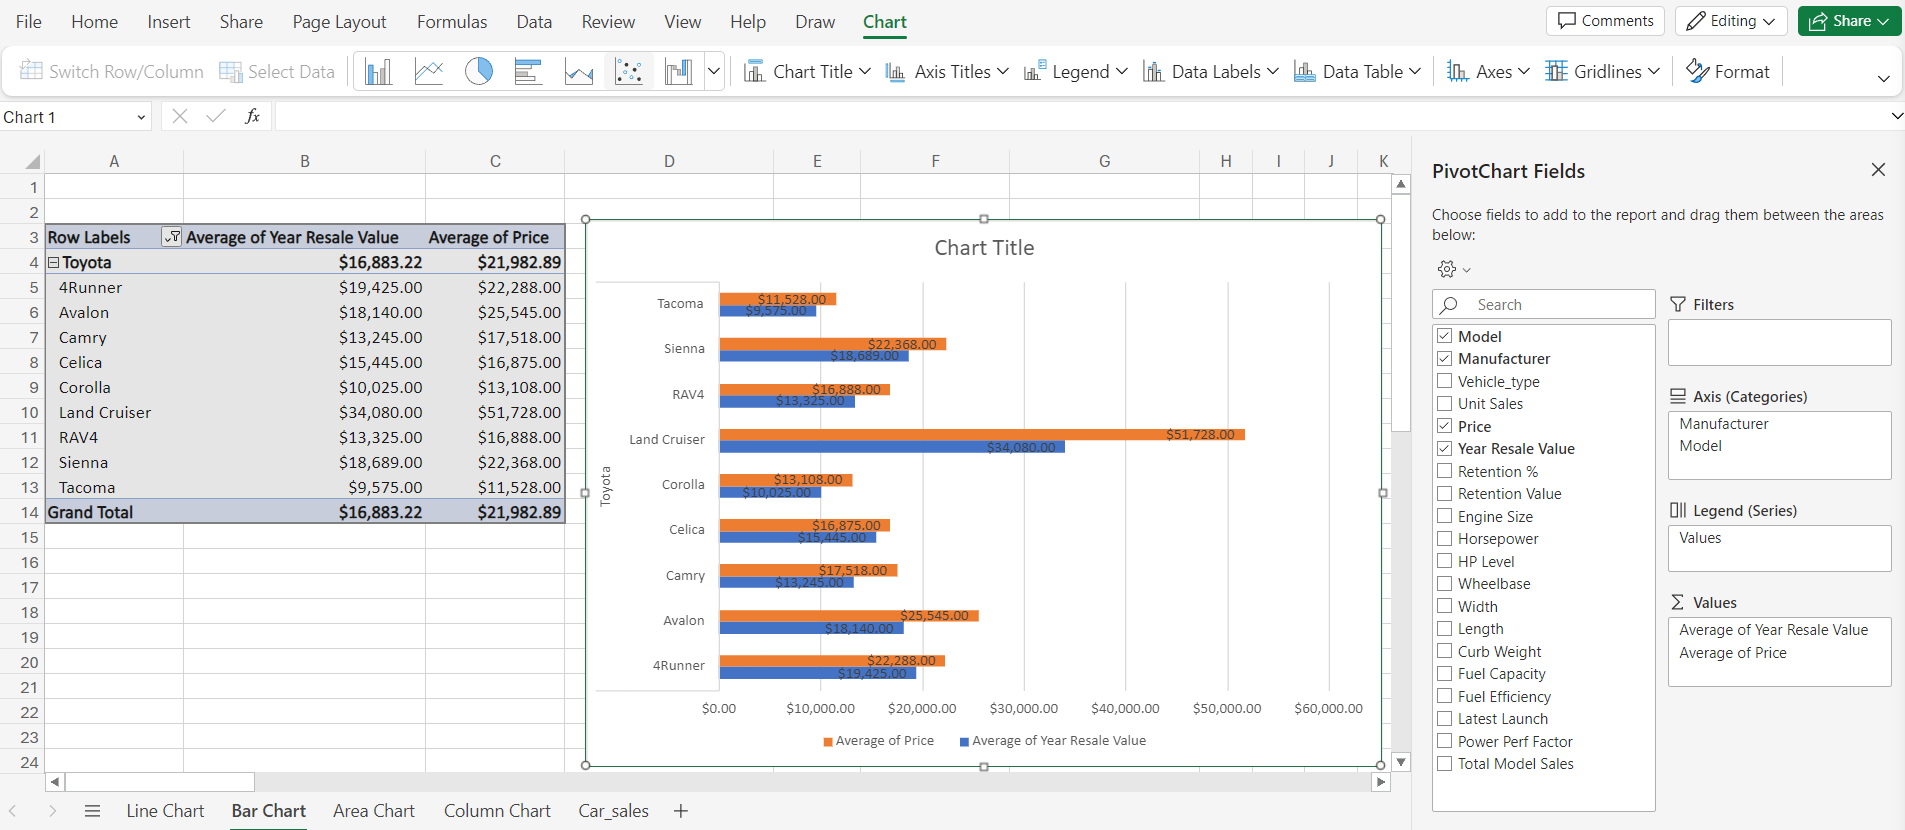 File Home Insert Share Page Layout Formulas Data Review View Help Draw Chart Comments Editing Share
Switch Row/Column Select Data Chart Title Axis Titles Legend Data Labels Data Table Axes Gridlines Format
Chart 1 fx
A B C D E F G H I J K
1
2
3 Row Labels Average of Year Resale Value Average of Price
4 Toyota $16,883.22 $21,982.89
5 4Runner $19,425.00 $22,288.00
6 Avalon $18,140.00 $25,545.00
7 Camry $13,245.00 $17,518.00
8 Celica $15,445.00 $16,875.00
9 Corolla $10,025.00 $13,108.00
10 Land Cruiser $34,080.00 $51,728.00
11 RAV4 $13,325.00 $16,888.00
12 Sienna $18,689.00 $22,368.00
13 Tacoma $9,575.00 $11,528.00
14 Grand Total $16,883.22 $21,982.89
15
16
17
18
19
20
21
22
23
24
Chart Title
Toyota
Tacoma $11,528.00
$9,575.00
Sienna $22,368.00
$18,689.00
RAV4 $16,888.00
$13,325.00
Land Cruiser $51,728.00
$34,080.00
Corolla $13,108.00
$10,025.00
Celica $16,875.00
$15,445.00
Camry $17,518.00
$13,245.00
Avalon $25,545.00
$18,140.00
4Runner $22,288.00
$19,425.00
$0.00 $10,000.00 $20,000.00 $30,000.00 $40,000.00 $50,000.00 $60,000.00
Average of Price Average of Year Resale Value
PivotChart Fields
Choose fields to add to the report and drag them between the areas
below:
Search
Model
Manufacturer
Vehicle_type
Unit Sales
Price
Year Resale Value
Retention %
Retention Value
Engine Size
Horsepower
HP Level
Wheelbase
Width
Length
Curb Weight
Fuel Capacity
Fuel Efficiency
Latest Launch
Power Perf Factor
Total Model Sales
Filters
Axis (Categories)
Manufacturer
Model
Legend (Series)
Values
Σ Values
Average of Year Resale Value
Average of Price
Line Chart Bar Chart Area Chart Column Chart Car_sales